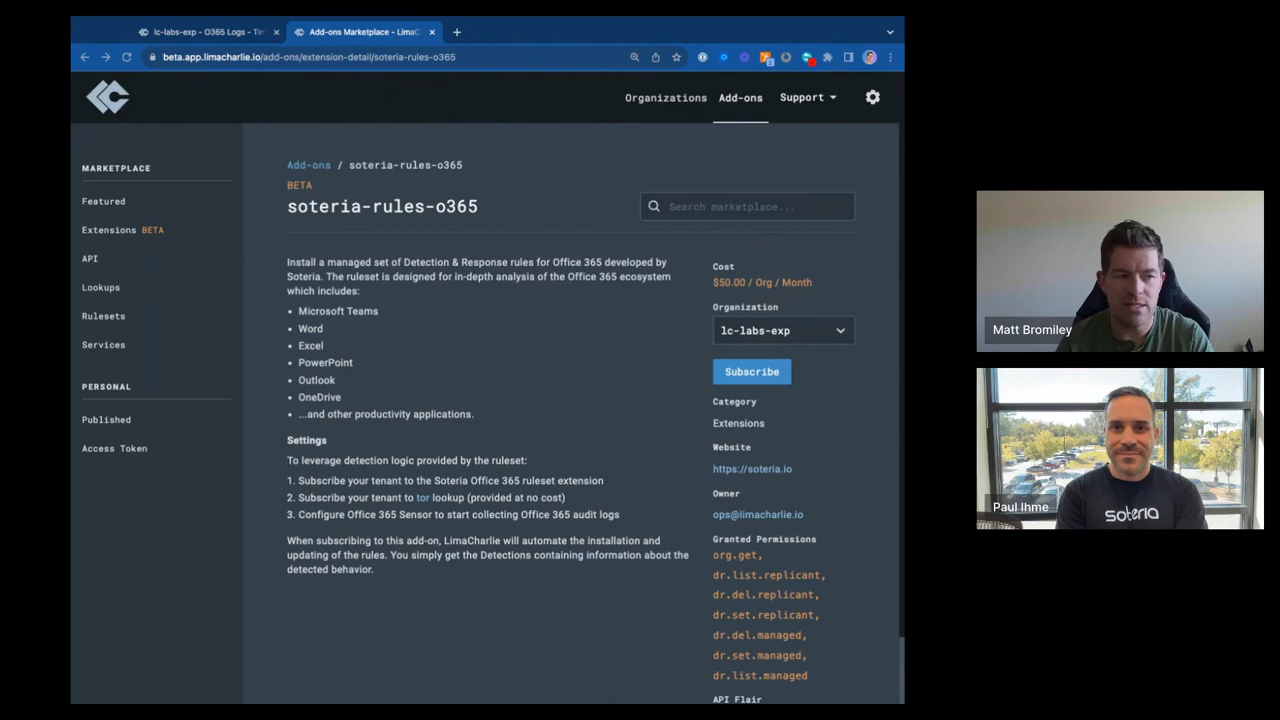 lc-labs-exp - O365 Logs - Tim
Add-ons Marketplace - LimaC
beta.app.limacharlie.io/add-ons/extension-detail/soteria-rules-o365
Organizations
Add-ons
Support
MARKETPLACE
Featured
Extensions BETA
API
Lookups
Rulesets
Services
PERSONAL
Published
Access Token
Add-ons / soteria-rules-o365
BETA
soteria-rules-o365
Search marketplace...
Install a managed set of Detection & Response rules for Office 365 developed by
Soteria. The ruleset is designed for in-depth analysis of the Office 365 ecosystem
which includes:
• Microsoft Teams
• Word
• Excel
• PowerPoint
• Outlook
• OneDrive
• ...and other productivity applications.
Settings
To leverage detection logic provided by the ruleset:
1. Subscribe your tenant to the Soteria Office 365 ruleset extension
2. Subscribe your tenant to tor lookup (provided at no cost)
3. Configure Office 365 Sensor to start collecting Office 365 audit logs
When subscribing to this add-on, LimaCharlie will automate the installation and
updating of the rules. You simply get the Detections containing information about the
detected behavior.
Cost
$50.00 / Org / Month
Organization
lc-labs-exp
Subscribe
Category
Extensions
Website
https://soteria.io
Owner
ops@limacharlie.io
Granted Permissions
org.get,
dr.list.replicant,
dr.del.replicant,
dr.set.replicant,
dr.del.managed,
dr.set.managed,
dr.list.managed
API Flair
Matt Bromiley
Paul Ihme
soteria